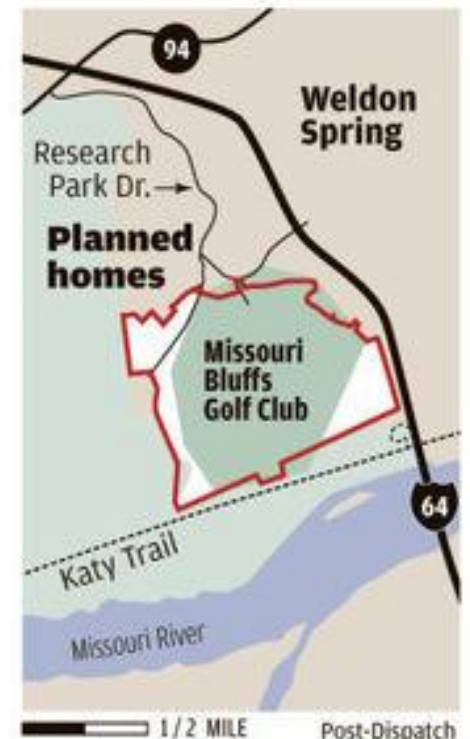 94
Weldon
Spring
Research
Park Dr.
Planned
homes
Missouri
Bluffs
Golf Club
64
Katy Trail
Missouri River
1/2 MILE
Post-Dispatch